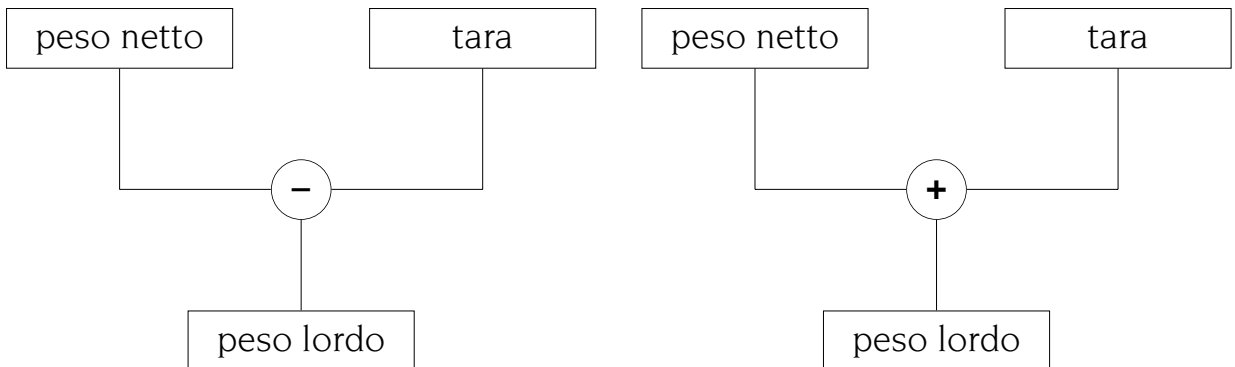 peso netto tara peso netto tara
− +
peso lordo peso lordo